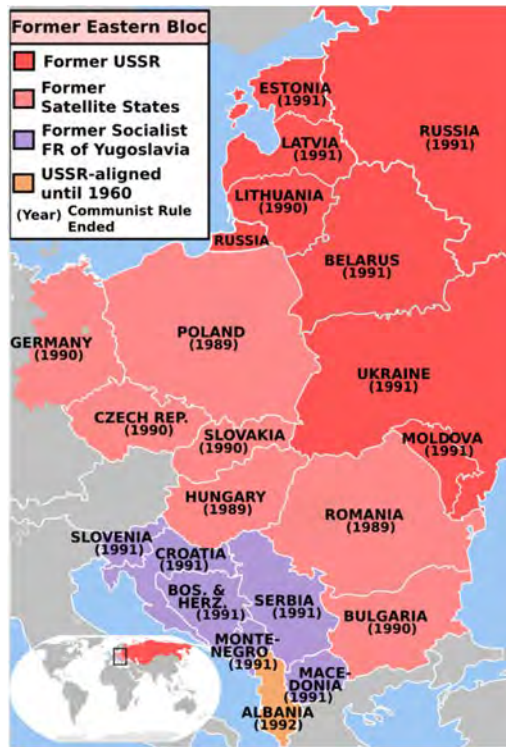 Former Eastern Bloc
Former USSR
Former
Satellite States
Former Socialist
FR of Yugoslavia
USSR-aligned
until 1960
(Year) Communist Rule
Ended
ESTONIA
(1991)
RUSSIA
(1991)
LATVIA
(1991)
LITHUANIA
(1990)
RUSSIA
BELARUS
(1991)
GERMANY
(1990)
POLAND
(1989)
UKRAINE
(1991)
CZECH REP.
(1990)
SLOVAKIA
(1990)
MOLDOVA
(1991)
HUNGARY
(1989)
ROMANIA
(1989)
SLOVENIA
(1991)
CROATIA
(1991)
BOS. &
HERZ.
(1991)
SERBIA
(1991)
BULGARIA
(1990)
MONTE-
NEGRO
(1991)
MACE-
DONIA
(1991)
ALBANIA
(1992)